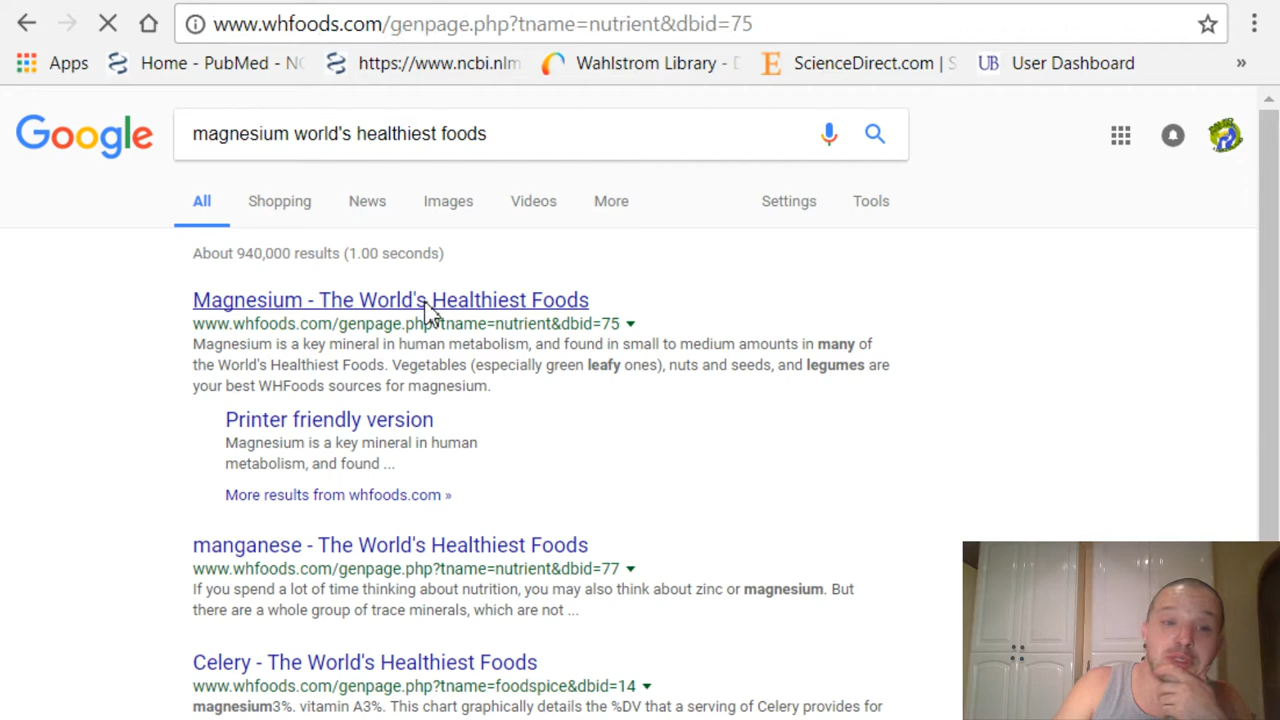 www.whfoods.com/genpage.php?tname=nutrient&dbid=75
Apps Home - PubMed - NC https://www.ncbi.nlm Wahlstrom Library - ScienceDirect.com | UB User Dashboard »
Google magnesium world's healthiest foods
All Shopping News Images Videos More Settings Tools
About 940,000 results (1.00 seconds)
Magnesium - The World's Healthiest Foods
www.whfoods.com/genpage.php?tname=nutrient&dbid=75
Magnesium is a key mineral in human metabolism, and found in small to medium amounts in many of
the World's Healthiest Foods. Vegetables (especially green leafy ones), nuts and seeds, and legumes are
your best WHFoods sources for magnesium.
Printer friendly version
Magnesium is a key mineral in human
metabolism, and found ...
More results from whfoods.com »
manganese - The World's Healthiest Foods
www.whfoods.com/genpage.php?tname=nutrient&dbid=77
If you spend a lot of time thinking about nutrition, you may also think about zinc or magnesium. But
there are a whole group of trace minerals, which are not ...
Celery - The World's Healthiest Foods
www.whfoods.com/genpage.php?tname=foodspice&dbid=14
magnesium3%. vitamin A3%. This chart graphically details the %DV that a serving of Celery provides for